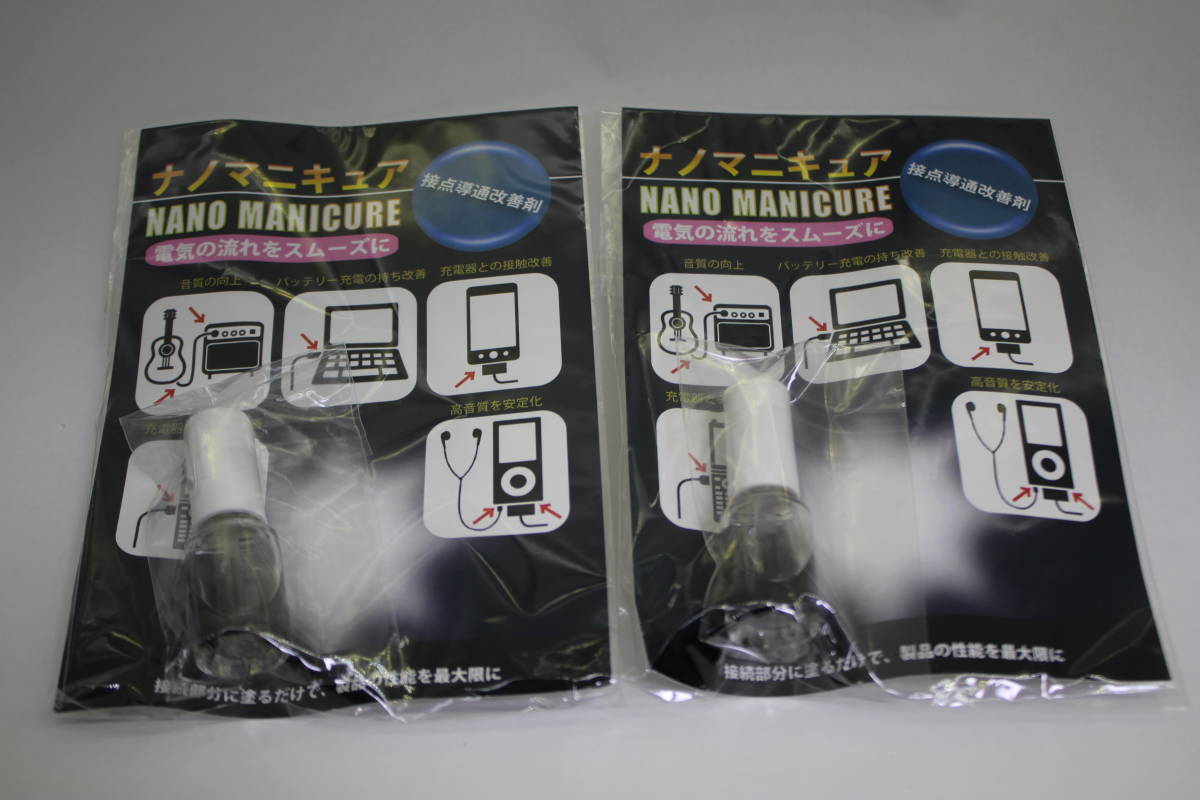 ナノマニキュア
接点導通改善剤
NANO MANICURE
電気の流れをスムーズに
音質の向上
バッテリー充電の持ち改善
充電器との接触改善
充電器
高音質を安定化
接続部分に塗るだけで、製品の性能を最大限に
ナノマニキュア
接点導通改善剤
NANO MANICURE
電気の流れをスムーズに
音質の向上
バッテリー充電の持ち改善
充電器との接触改善
充電器と
高音質を安定化
接続部分に塗るだけで、製品の性能を最大限に